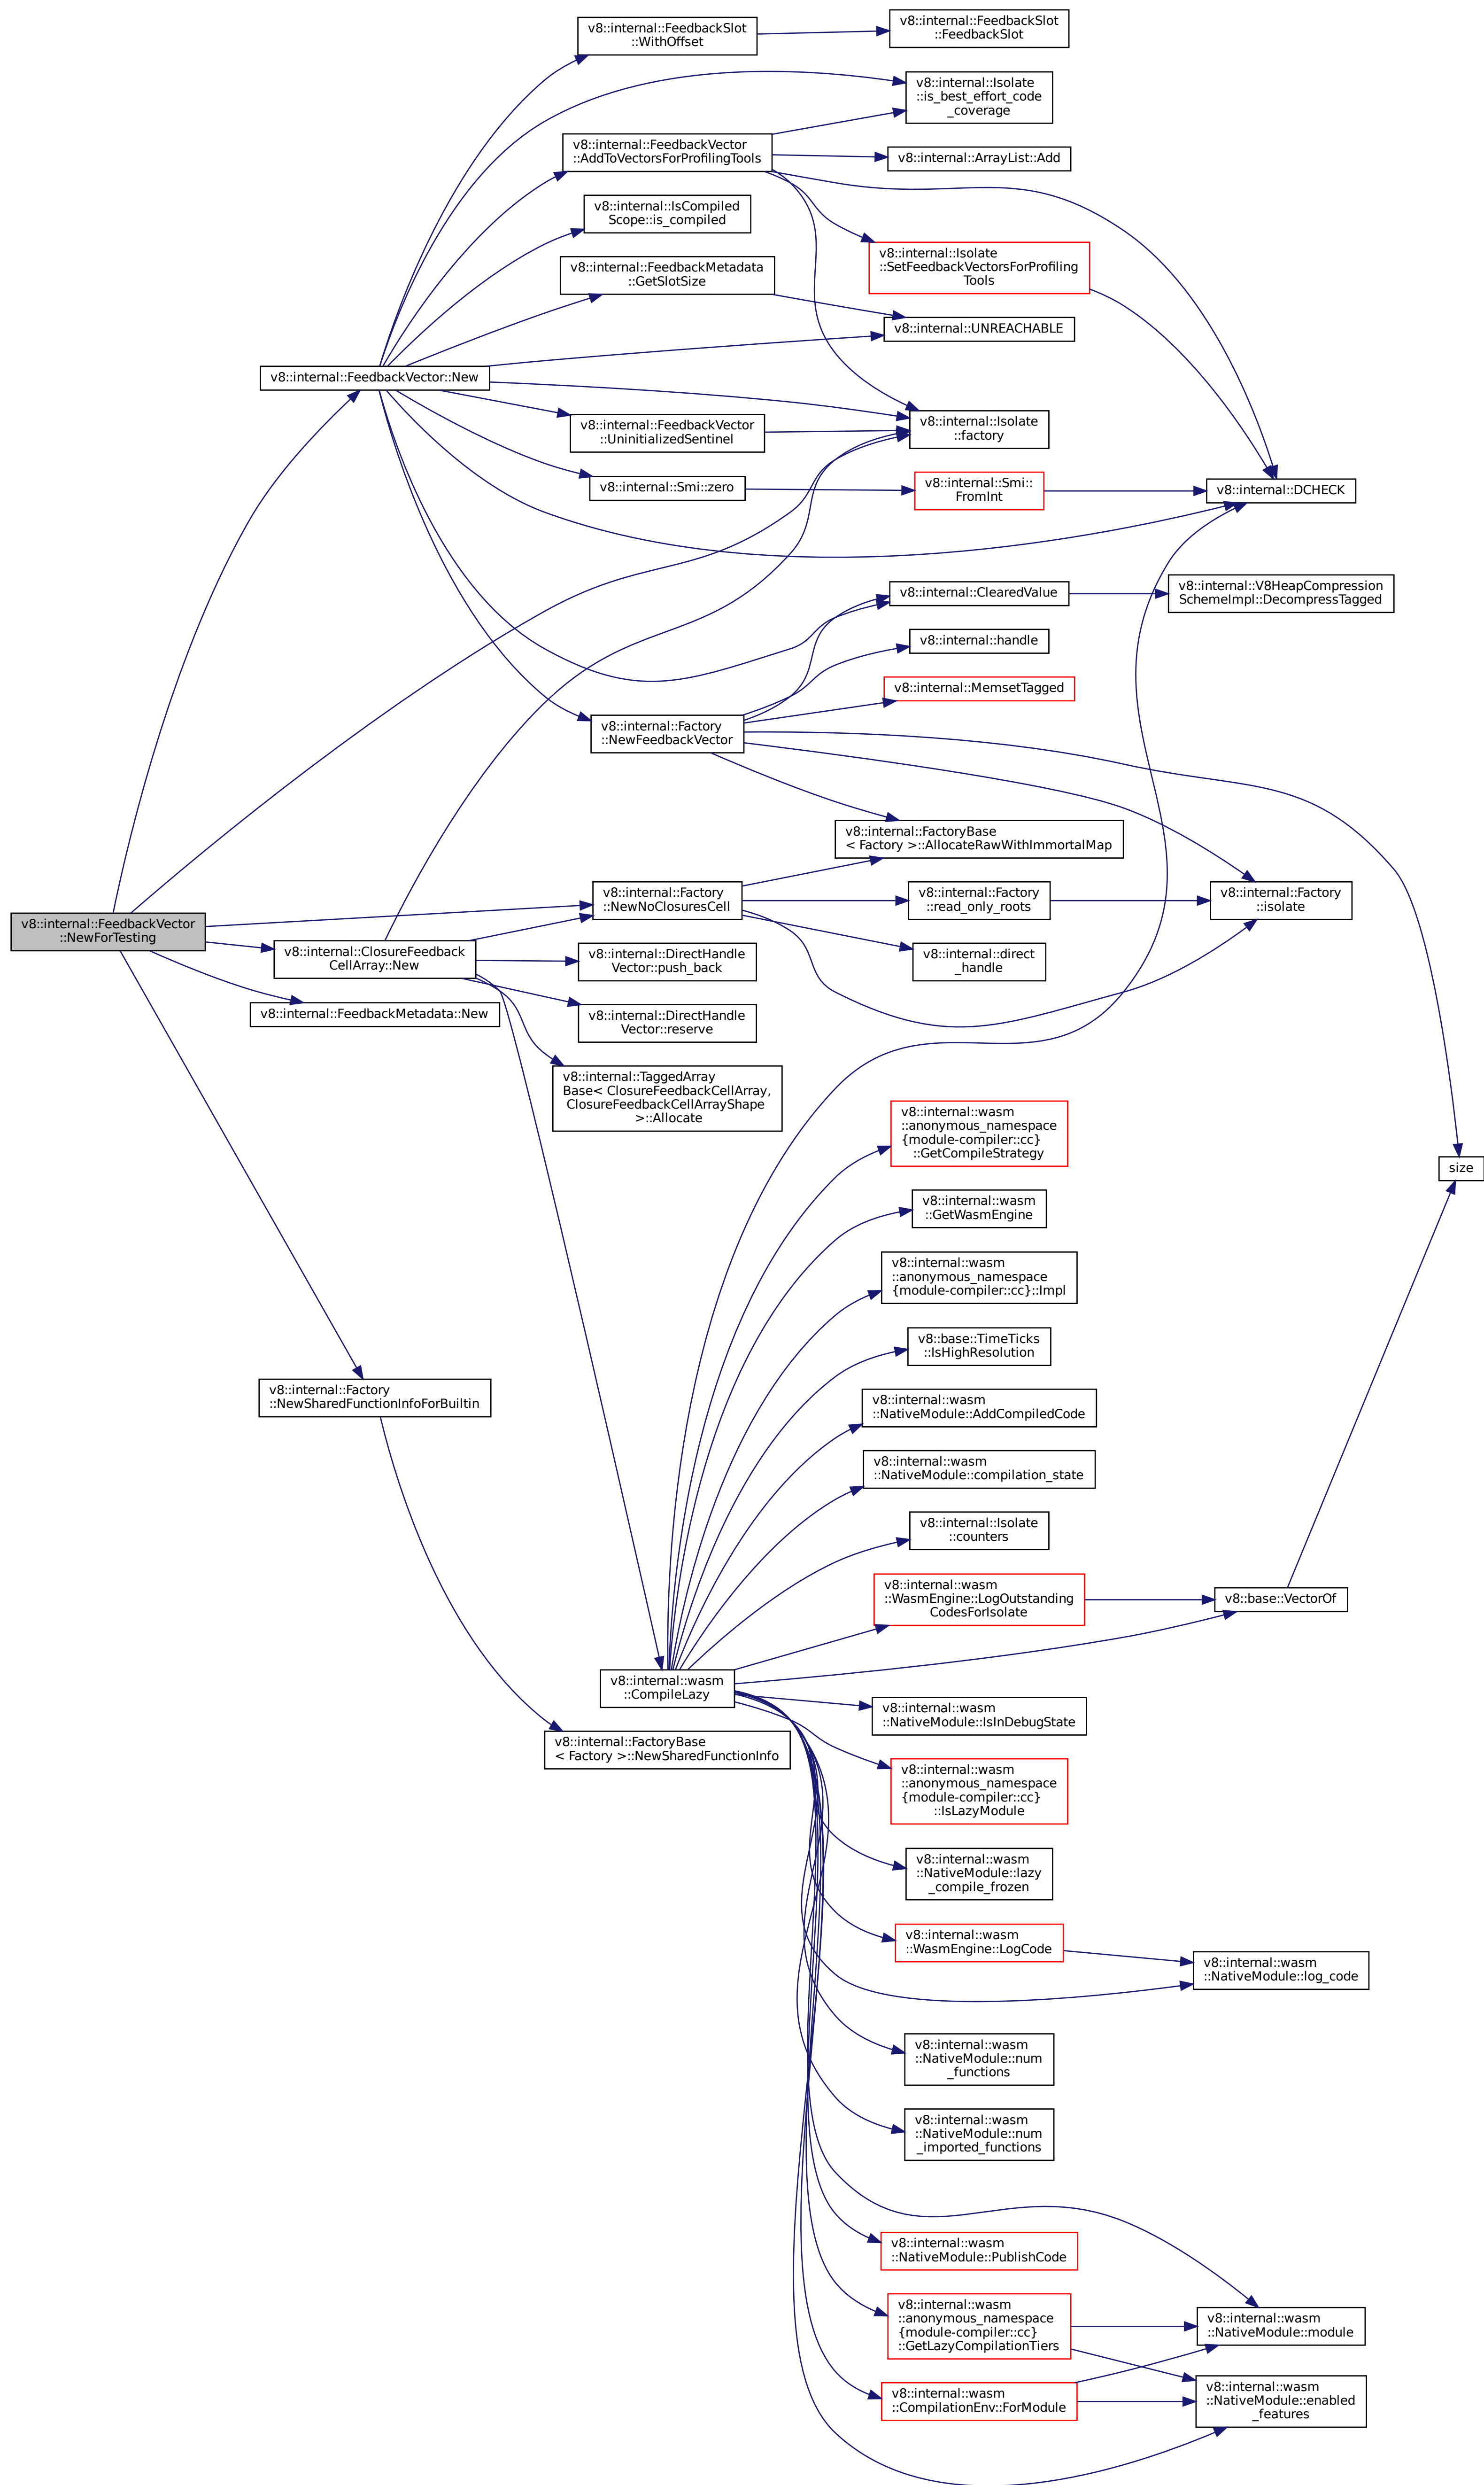 v8::internal::FeedbackSlot
::WithOffset
v8::internal::FeedbackSlot
::FeedbackSlot
v8::internal::Isolate
::is_best_effort_code
_coverage
v8::internal::FeedbackVector
::AddToVectorsForProfilingTools
v8::internal::ArrayList::Add
v8::internal::IsCompiled
Scope::is_compiled
v8::internal::Isolate
::SetFeedbackVectorsForProfiling
Tools
v8::internal::FeedbackMetadata
::GetSlotSize
v8::internal::UNREACHABLE
v8::internal::FeedbackVector::New
v8::internal::FeedbackVector
::UninitializedSentinel
v8::internal::Isolate
::factory
v8::internal::Smi::zero
v8::internal::Smi::
FromInt
v8::internal::DCHECK
v8::internal::ClearedValue
v8::internal::V8HeapCompression
SchemeImpl::DecompressTagged
v8::internal::handle
v8::internal::MemsetTagged
v8::internal::Factory
::NewFeedbackVector
v8::internal::FactoryBase
< Factory >::AllocateRawWithImmortalMap
v8::internal::Factory
::NewNoClosuresCell
v8::internal::Factory
::read_only_roots
v8::internal::Factory
::isolate
v8::internal::FeedbackVector
::NewForTesting
v8::internal::ClosureFeedback
CellArray::New
v8::internal::DirectHandle
Vector::push_back
v8::internal::direct
_handle
v8::internal::FeedbackMetadata::New
v8::internal::DirectHandle
Vector::reserve
v8::internal::TaggedArray
Base< ClosureFeedbackCellArray,
ClosureFeedbackCellArrayShape
>::Allocate
v8::internal::wasm
::anonymous_namespace
{module-compiler::cc}
::GetCompileStrategy
size
v8::internal::wasm
::GetWasmEngine
v8::internal::wasm
::anonymous_namespace
{module-compiler::cc}::Impl
v8::base::TimeTicks
::IsHighResolution
v8::internal::Factory
::NewSharedFunctionInfoForBuiltin
v8::internal::wasm
::NativeModule::AddCompiledCode
v8::internal::wasm
::NativeModule::compilation_state
v8::internal::Isolate
::counters
v8::internal::wasm
::WasmEngine::LogOutstanding
CodesForIsolate
v8::base::VectorOf
v8::internal::wasm
::CompileLazy
v8::internal::wasm
::NativeModule::IsInDebugState
v8::internal::FactoryBase
< Factory >::NewSharedFunctionInfo
v8::internal::wasm
::anonymous_namespace
{module-compiler::cc}
::IsLazyModule
v8::internal::wasm
::NativeModule::lazy
_compile_frozen
v8::internal::wasm
::WasmEngine::LogCode
v8::internal::wasm
::NativeModule::log_code
v8::internal::wasm
::NativeModule::num
_functions
v8::internal::wasm
::NativeModule::num
_imported_functions
v8::internal::wasm
::NativeModule::PublishCode
v8::internal::wasm
::anonymous_namespace
{module-compiler::cc}
::GetLazyCompilationTiers
v8::internal::wasm
::NativeModule::module
v8::internal::wasm
::CompilationEnv::ForModule
v8::internal::wasm
::NativeModule::enabled
_features